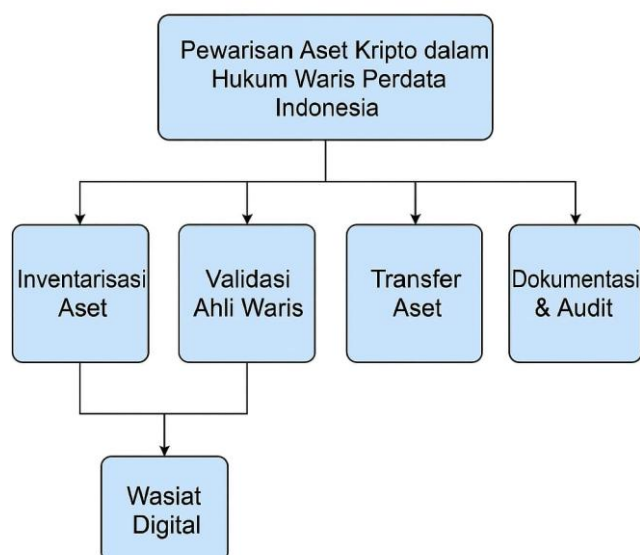 Pewarisan Aset Kripto dalam
Hukum Waris Perdata
Indonesia
Inventarisasi
Aset
Validasi
Ahli Waris
Transfer
Aset
Dokumentasi
& Audit
Wasiat
Digital